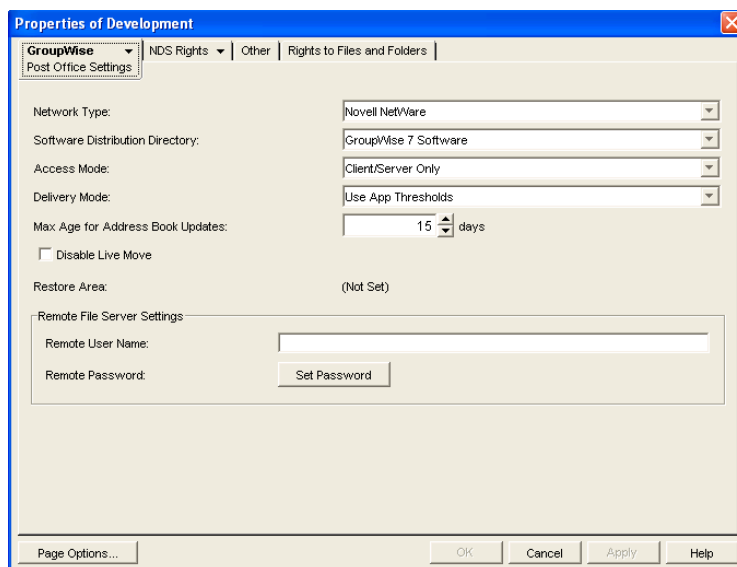 Properties of Development
GroupWise NDS Rights Other Rights to Files and Folders
Post Office Settings
Network Type: Novell NetWare
Software Distribution Directory: GroupWise 7 Software
Access Mode: Client/Server Only
Delivery Mode: Use App Thresholds
Max Age for Address Book Updates: 15 days
Disable Live Move
Restore Area: (Not Set)
Remote File Server Settings
Remote User Name:
Remote Password: Set Password
Page Options... OK Cancel Apply Help